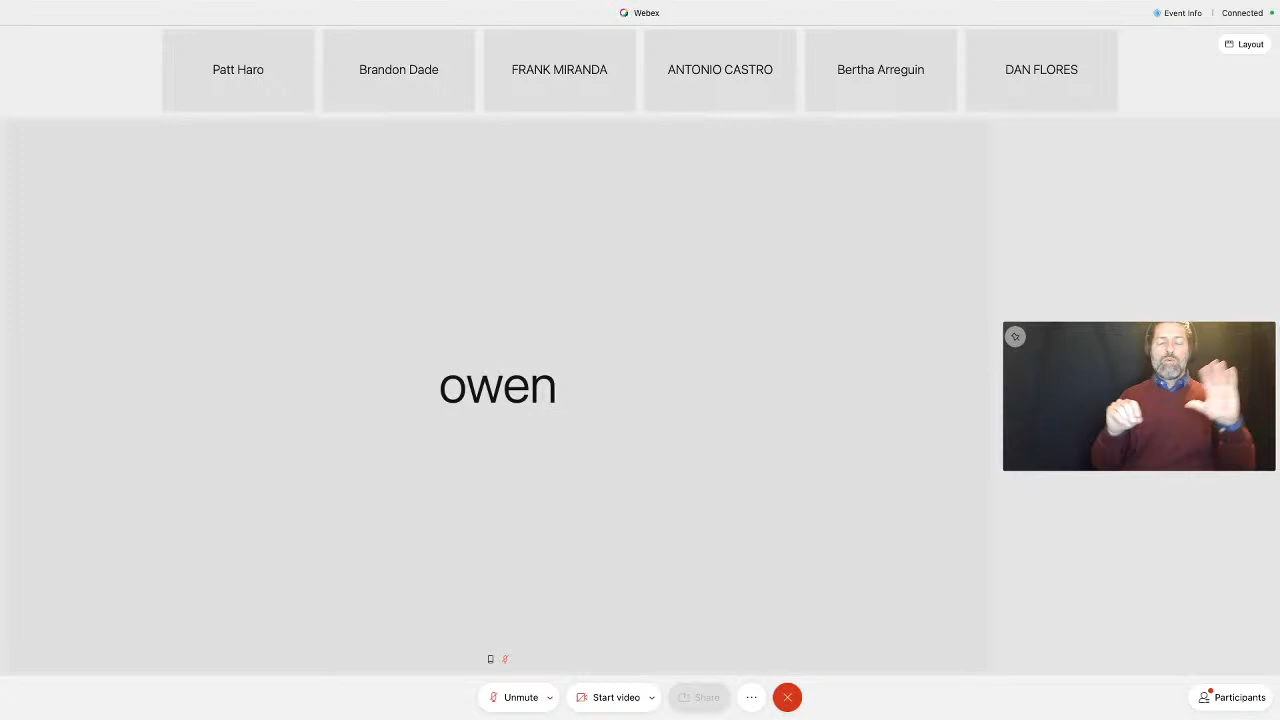 Webex
Event Info
Connected
Layout
Patt Haro
Brandon Dade
FRANK MIRANDA
ANTONIO CASTRO
Bertha Arreguin
DAN FLORES
owen
Unmute
Start video
Share
Participants